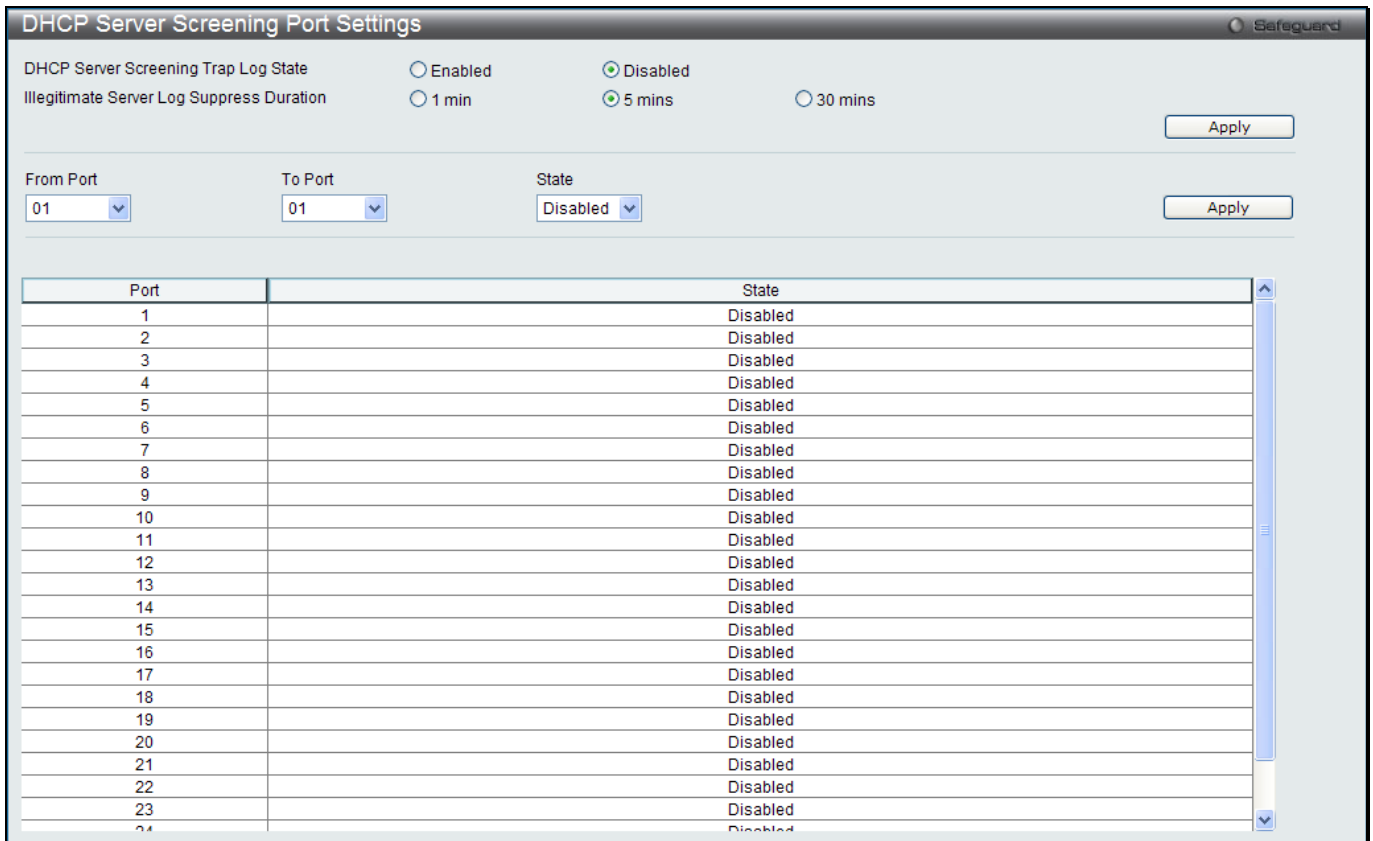 DHCP Server Screening Port Settings
Safeguard
DHCP Server Screening Trap Log State Enabled Disabled
Illegitimate Server Log Suppress Duration 1 min 5 mins 30 mins
Apply
From Port To Port State
01 01 Disabled Apply
Port State
1 Disabled
2 Disabled
3 Disabled
4 Disabled
5 Disabled
6 Disabled
7 Disabled
8 Disabled
9 Disabled
10 Disabled
11 Disabled
12 Disabled
13 Disabled
14 Disabled
15 Disabled
16 Disabled
17 Disabled
18 Disabled
19 Disabled
20 Disabled
21 Disabled
22 Disabled
23 Disabled
24 Disabled